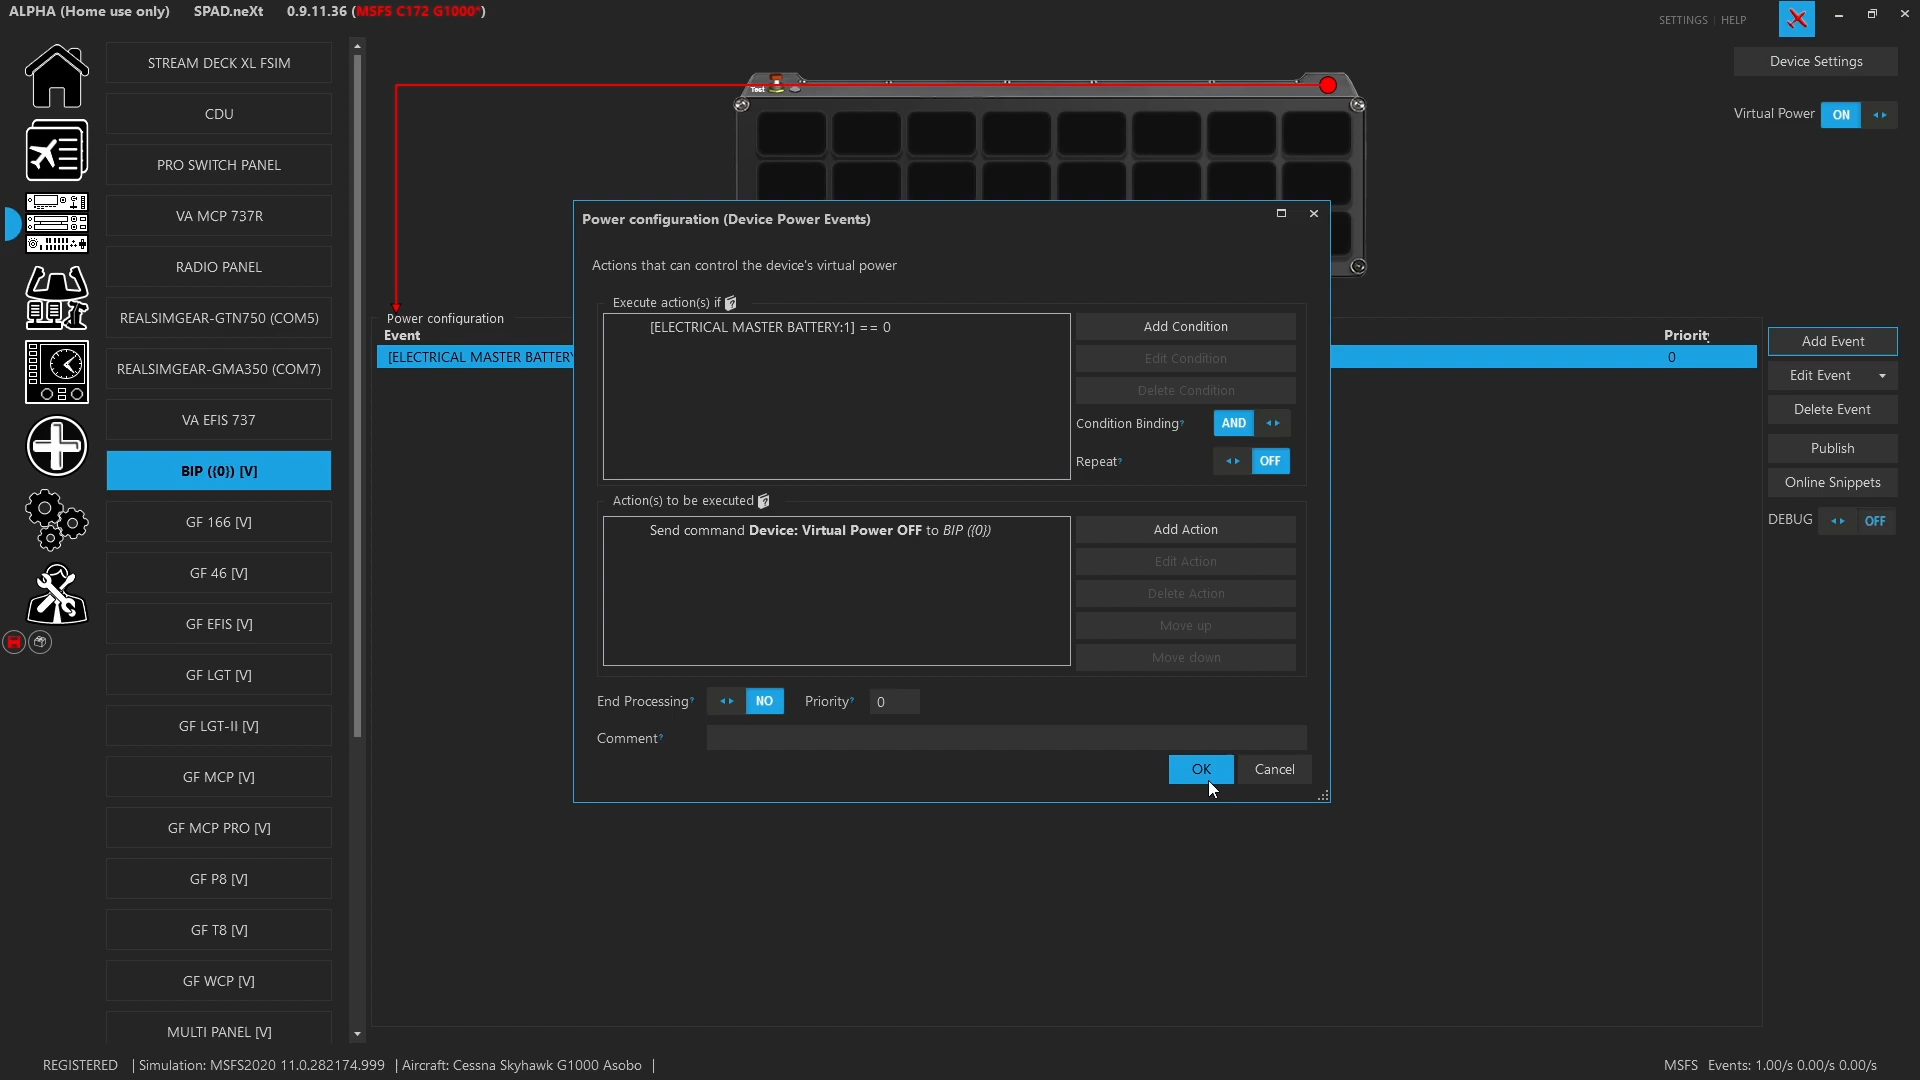 ALPHA (Home use only) SPAD.neXt 0.9.11.36 (MSFS C172 G1000*)
SETTINGS | HELP
Device Settings
Virtual Power ON
Test
STREAM DECK XL FSIM
CDU
PRO SWITCH PANEL
VA MCP 737R
RADIO PANEL
REALSIMGEAR-GTN750 (COM5)
REALSIMGEAR-GMA350 (COM7)
VA EFIS 737
BIP ({0}) [V]
GF 166 [V]
GF 46 [V]
GF EFIS [V]
GF LGT [V]
GF LGT-II [V]
GF MCP [V]
GF MCP PRO [V]
GF P8 [V]
GF T8 [V]
GF WCP [V]
MULTI PANEL [V]
Power configuration
Event
Priorit
[ELECTRICAL MASTER BATTERY
0
Power configuration (Device Power Events)
Actions that can control the device's virtual power
Execute action(s) if ?
[ELECTRICAL MASTER BATTERY:1] == 0
Add Condition
Edit Condition
Delete Condition
Condition Binding? AND
Repeat? OFF
Action(s) to be executed ?
Send command Device: Virtual Power OFF to BIP ({0})
Add Action
Edit Action
Delete Action
Move up
Move down
End Processing? NO Priority? 0
Comment?
OK Cancel
Add Event
Edit Event
Delete Event
Publish
Online Snippets
DEBUG OFF
REGISTERED | Simulation: MSFS2020 11.0.282174.999 | Aircraft: Cessna Skyhawk G1000 Asobo |
MSFS Events: 1.00/s 0.00/s 0.00/s